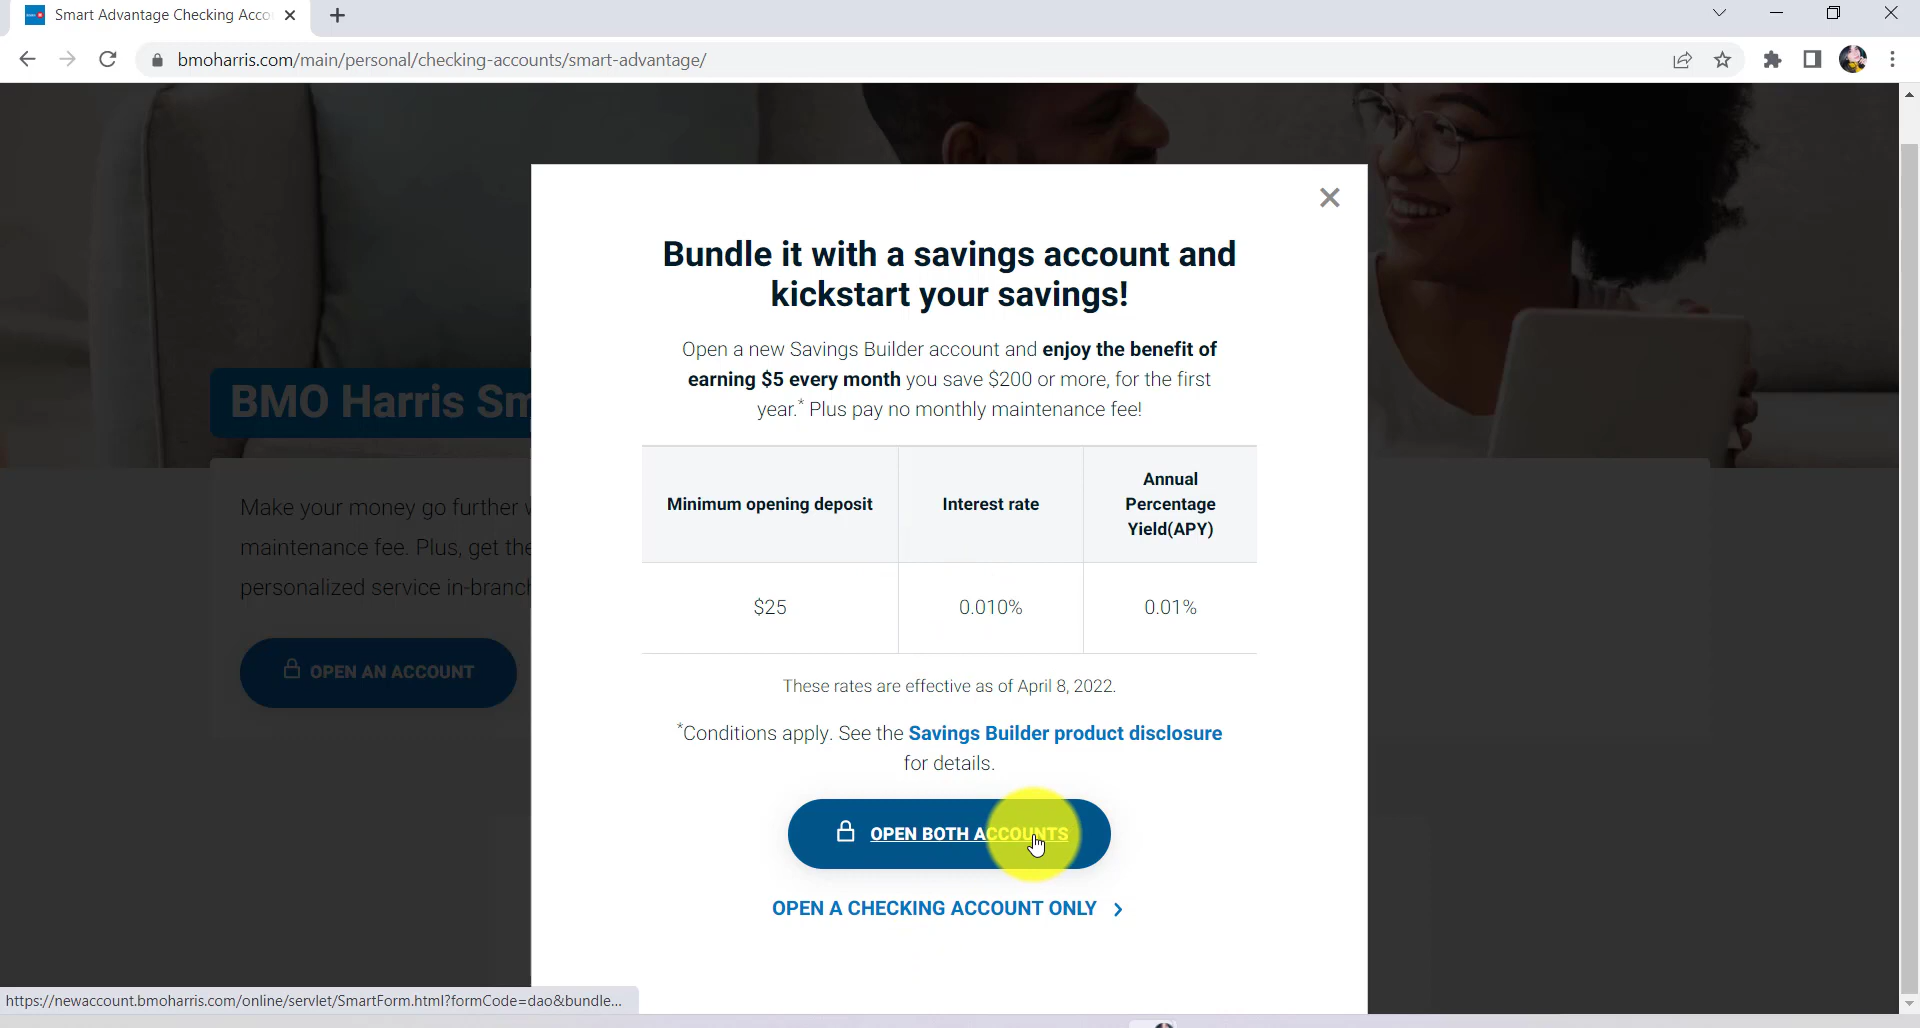 Smart Advantage Checking Acco
bmoharris.com/main/personal/checking-accounts/smart-advantage/
BMO Harris Sm
Make your money go further
maintenance fee. Plus, get the
personalized service in-branch
OPEN AN ACCOUNT
Bundle it with a savings account and
kickstart your savings!
Open a new Savings Builder account and enjoy the benefit of
earning $5 every month you save $200 or more, for the first
year.* Plus pay no monthly maintenance fee!
Minimum opening deposit
Interest rate
Annual
Percentage
Yield(APY)
$25
0.010%
0.01%
These rates are effective as of April 8, 2022.
*Conditions apply. See the Savings Builder product disclosure
for details.
OPEN BOTH ACCOUNTS
OPEN A CHECKING ACCOUNT ONLY
https://newaccount.bmoharris.com/online/servlet/SmartForm.html?formCode=dao&bundle...